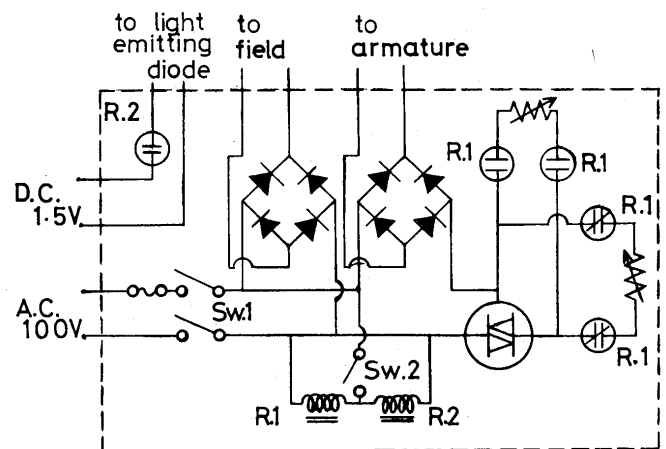 to light
emitting
diode
to
field
to
armature
R.2
R.1
R.1
D.C.
1.5V
R.1
A.C.
100V
Sw.1
Sw.2
R.1
R.1
R.2